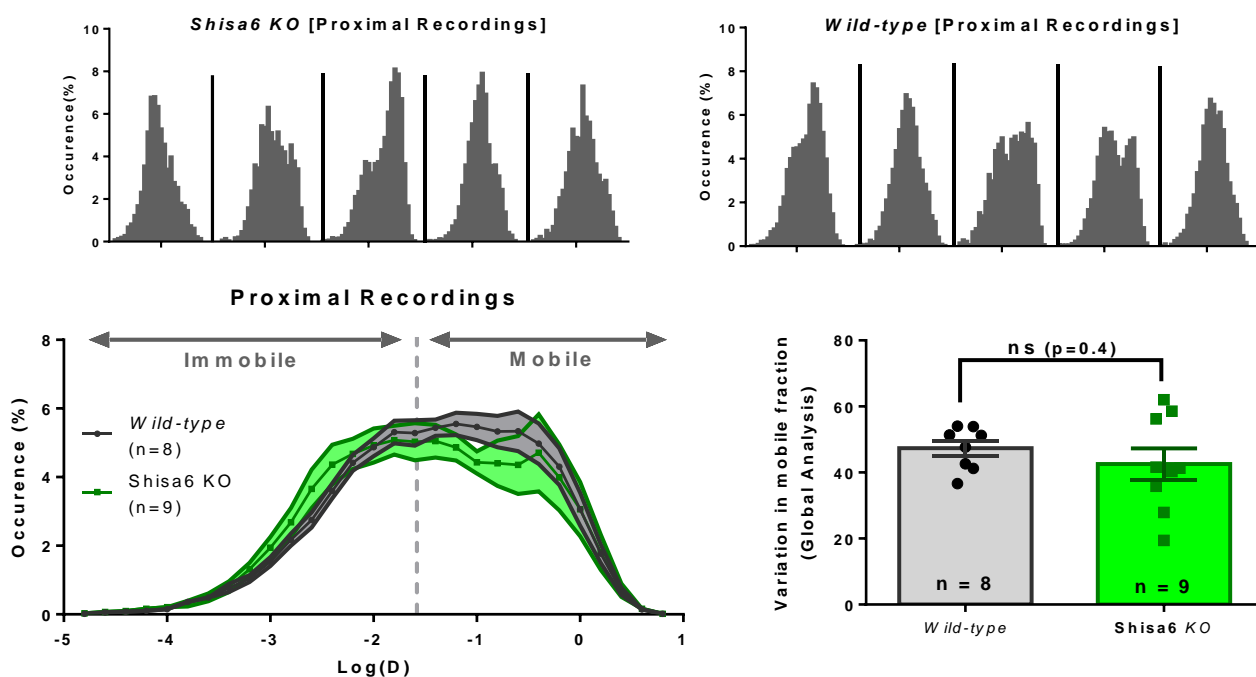 Shisa6 KO [Proximal Recordings]
Occurence(%)
10
8
6
4
2
0
Wild-type [Proximal Recordings]
Occurence (%)
10
8
6
4
2
0
Proximal Recordings
Immobile
Mobile
Occurence (%)
8
6
4
2
0
Wild-type
(n=8)
Shisa6 KO
(n=9)
-5 -4 -3 -2 -1 0 1
Log(D)
Variation in mobile fraction
(Global Analysis)
80
60
40
20
0
ns (p=0.4)
n = 8
n = 9
Wild-type
Shisa6 KO